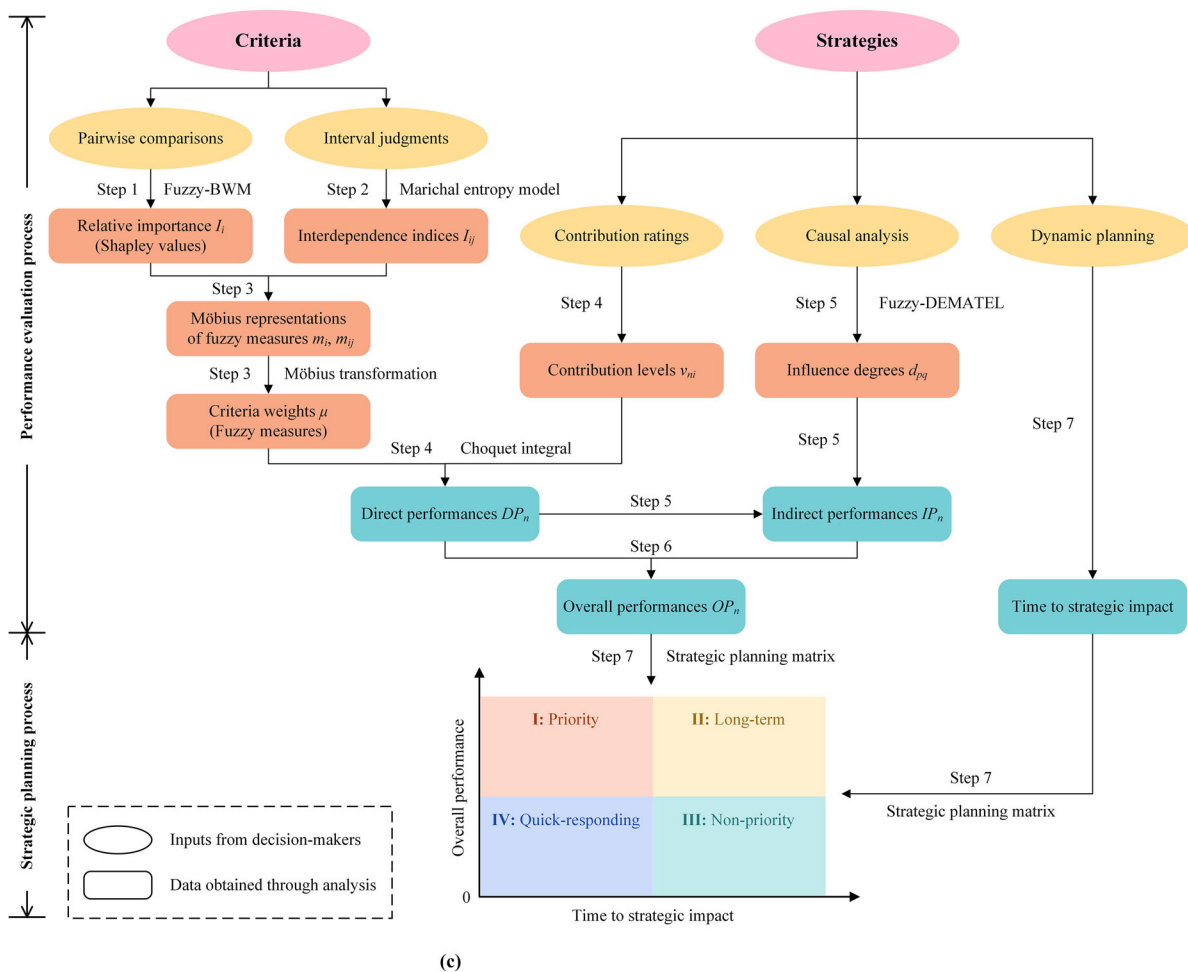 Criteria
Strategies
Pairwise comparisons
Interval judgments
Step 1
Fuzzy-BWM
Step 2
Marichal entropy model
Relative importance Iᵢ
(Shapley values)
Interdependence indices Iᵢⱼ
Contribution ratings
Causal analysis
Dynamic planning
Step 3
Step 4
Step 5
Fuzzy-DEMATEL
Möbius representations
of fuzzy measures mᵢ, mᵢⱼ
Step 3
Möbius transformation
Contribution levels vₙᵢ
Influence degrees d_pq
Criteria weights μ
(Fuzzy measures)
Step 7
Step 4
Choquet integral
Step 5
Direct performances DPₙ
Step 5
Indirect performances IPₙ
Step 6
Overall performances OPₙ
Time to strategic impact
Performance evaluation process
Strategic planning process
Step 7
Strategic planning matrix
I: Priority
II: Long-term
IV: Quick-responding
III: Non-priority
Overall performance
0
Time to strategic impact
Step 7
Strategic planning matrix
Inputs from decision-makers
Data obtained through analysis
(c)